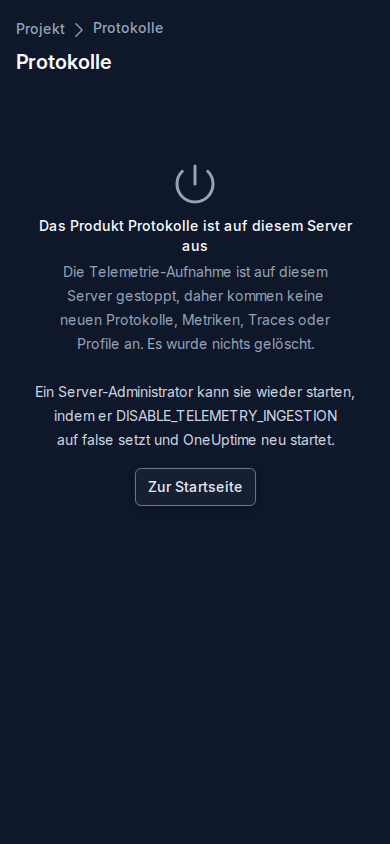 Projekt
Protokolle
Protokolle
Das Produkt Protokolle ist auf diesem Server
aus
Die Telemetrie-Aufnahme ist auf diesem
Server gestoppt, daher kommen keine
neuen Protokolle, Metriken, Traces oder
Profile an. Es wurde nichts gelöscht.
Ein Server-Administrator kann sie wieder starten,
indem er DISABLE_TELEMETRY_INGESTION
auf false setzt und OneUptime neu startet.
Zur Startseite